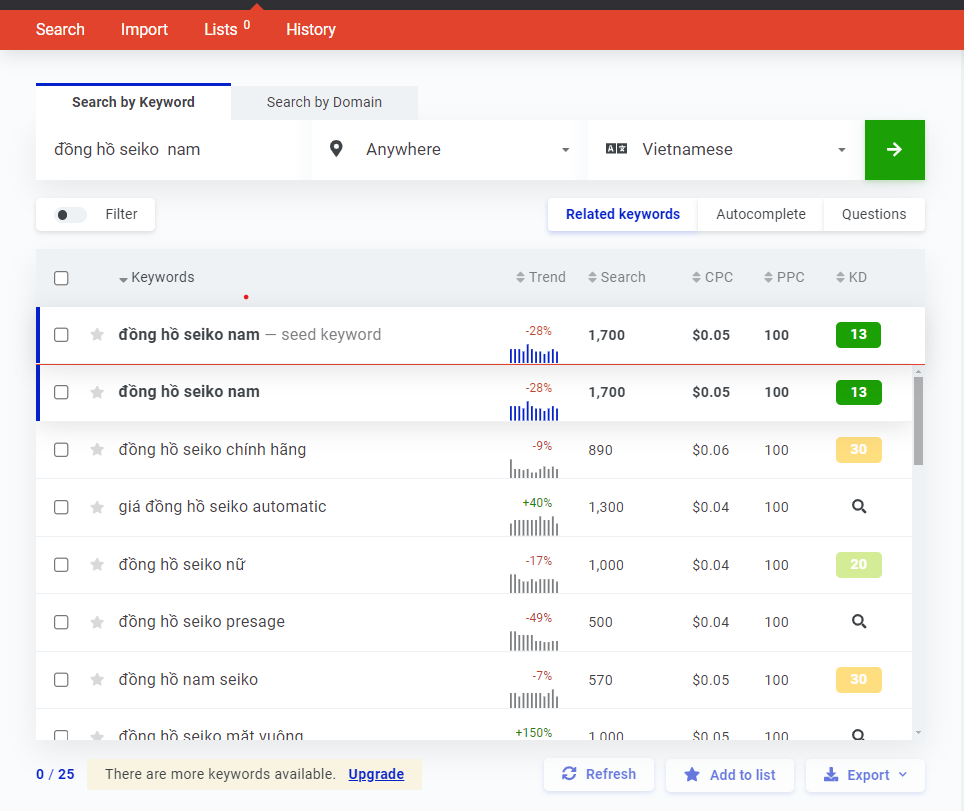 Search Import Lists 0 History
Search by Keyword Search by Domain
đồng hồ seiko nam Anywhere Vietnamese
Filter Related keywords Autocomplete Questions
Keywords Trend Search CPC PPC KD
đồng hồ seiko nam — seed keyword -28% 1,700 $0.05 100 13
đồng hồ seiko nam -28% 1,700 $0.05 100 13
đồng hồ seiko chính hãng -9% 890 $0.06 100 30
giá đồng hồ seiko automatic +40% 1,300 $0.04 100
đồng hồ seiko nữ -17% 1,000 $0.04 100 20
đồng hồ seiko presage -49% 500 $0.04 100
đồng hồ nam seiko -7% 570 $0.05 100 30
đồng hồ seiko mặt vuông +150% 1,000 $0.05 100
0 / 25 There are more keywords available. Upgrade Refresh Add to list Export